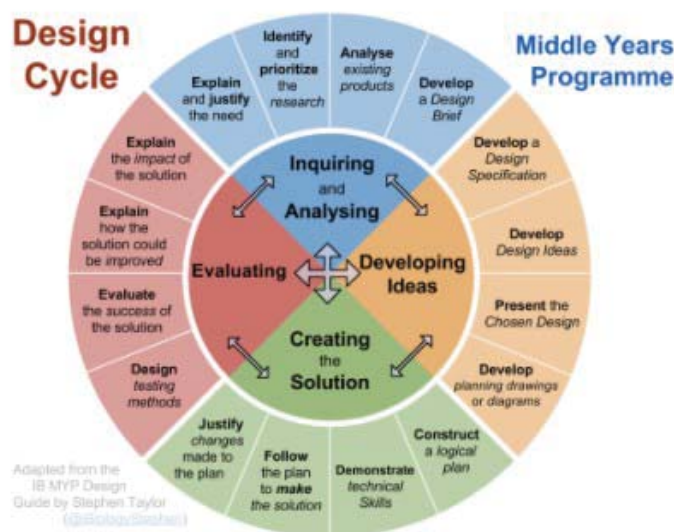 Design
Cycle
Middle Years
Programme
Explain
and justify
the need
Identify
and
prioritize
the
research
Analyse
existing
products
Develop
a Design
Brief
Develop a
Design
Specification
Develop
Design Ideas
Present the
Chosen Design
Develop
planning drawings
or diagrams
Construct
a logical
plan
Demonstrate
technical
Skills
Follow
the plan
to make
the solution
Justify
changes
made to
the plan
Design
testing
methods
Evaluate
the success of
the solution
Explain
how the
solution could
be improved
Explain
the impact of
the solution
Inquiring
and
Analysing
Developing
Ideas
Creating
the
Solution
Evaluating
Adapted from the
IB MYP Design
Guide by Stephen Taylor
(@iBiologyStephen)